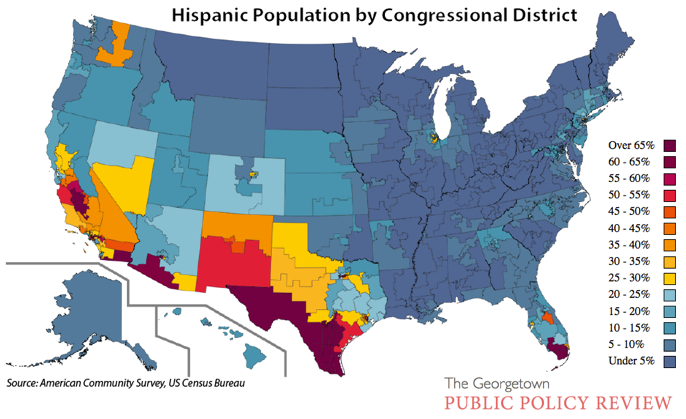 Hispanic Population by Congressional District
Over 65%
60 - 65%
55 - 60%
50 - 55%
45 - 50%
40 - 45%
35 - 40%
30 - 35%
25 - 30%
20 - 25%
15 - 20%
10 - 15%
5 - 10%
Under 5%
Source: American Community Survey, US Census Bureau
The Georgetown
PUBLIC POLICY REVIEW